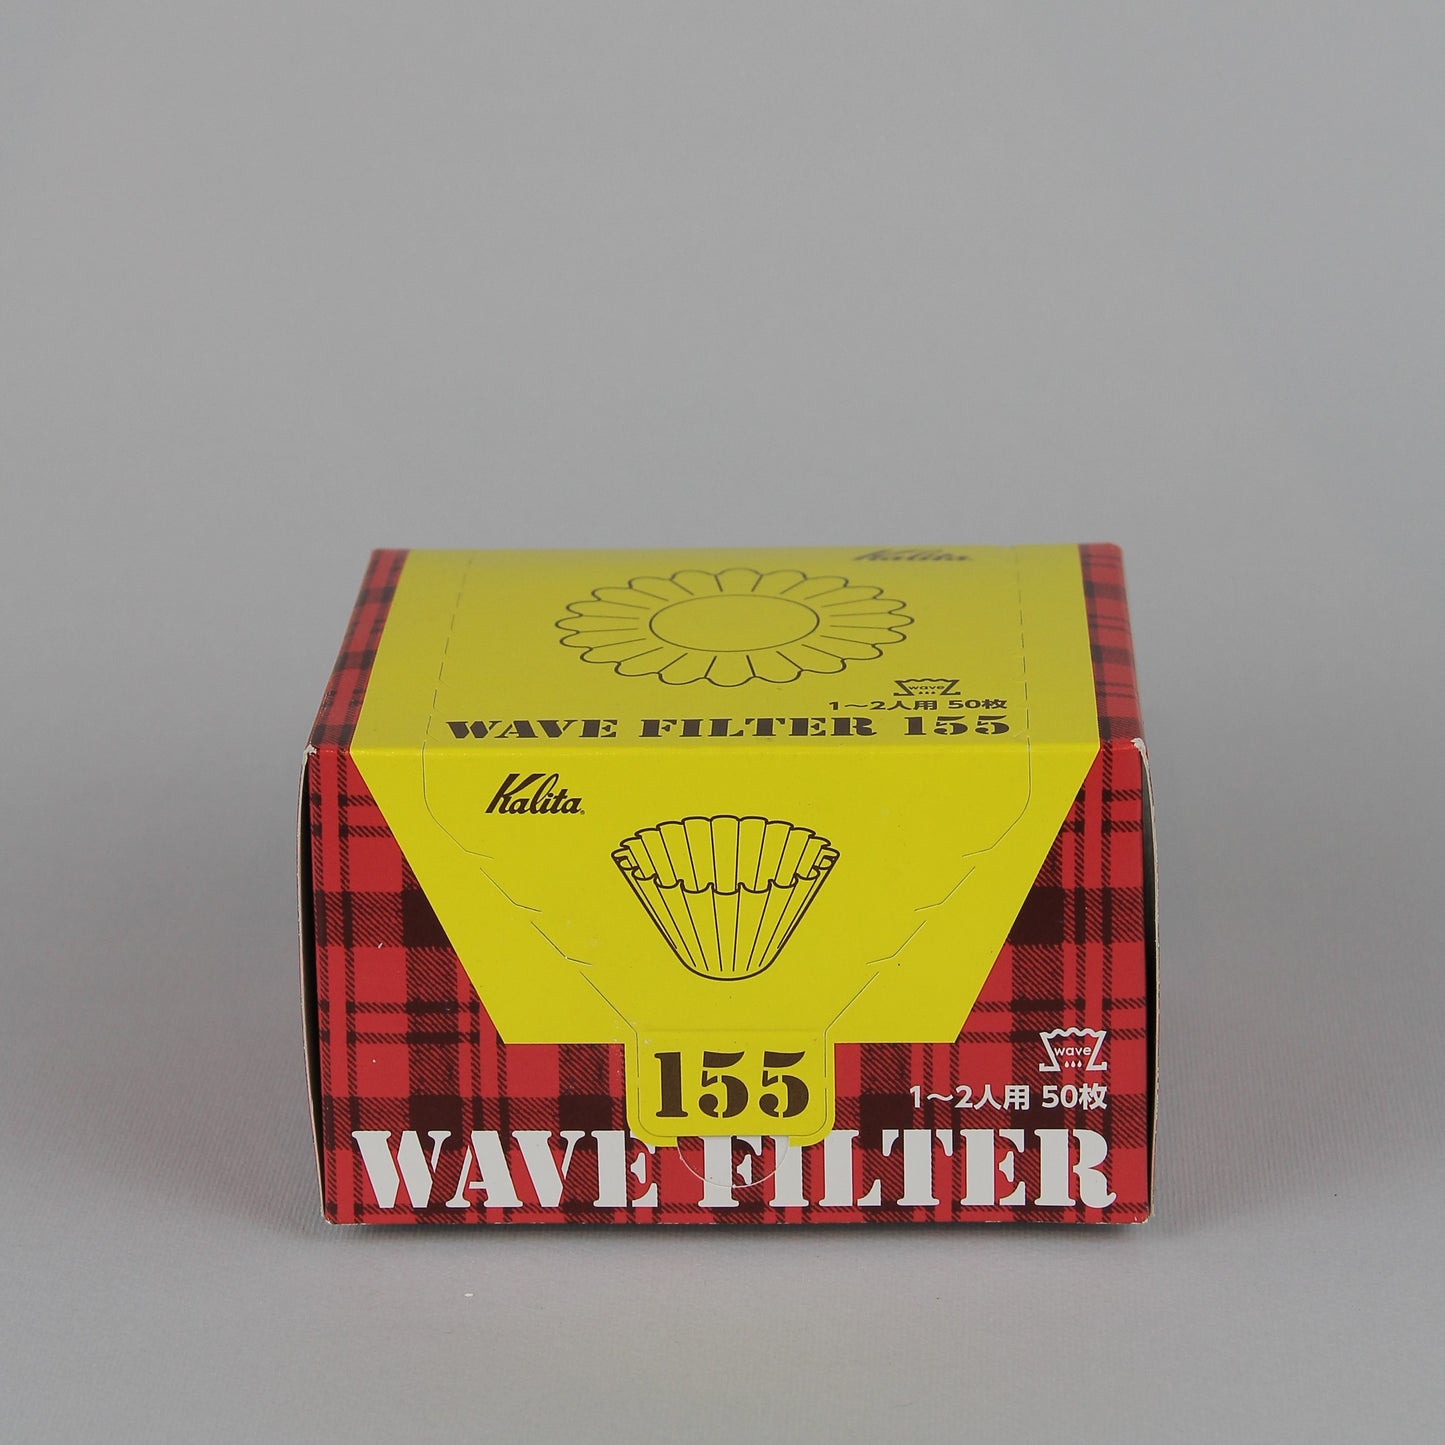 Kalita
wave
1～2人用 50枚
WAVE FILTER 155
Kalita
155
wave
1～2人用 50枚
WAVE FILTER